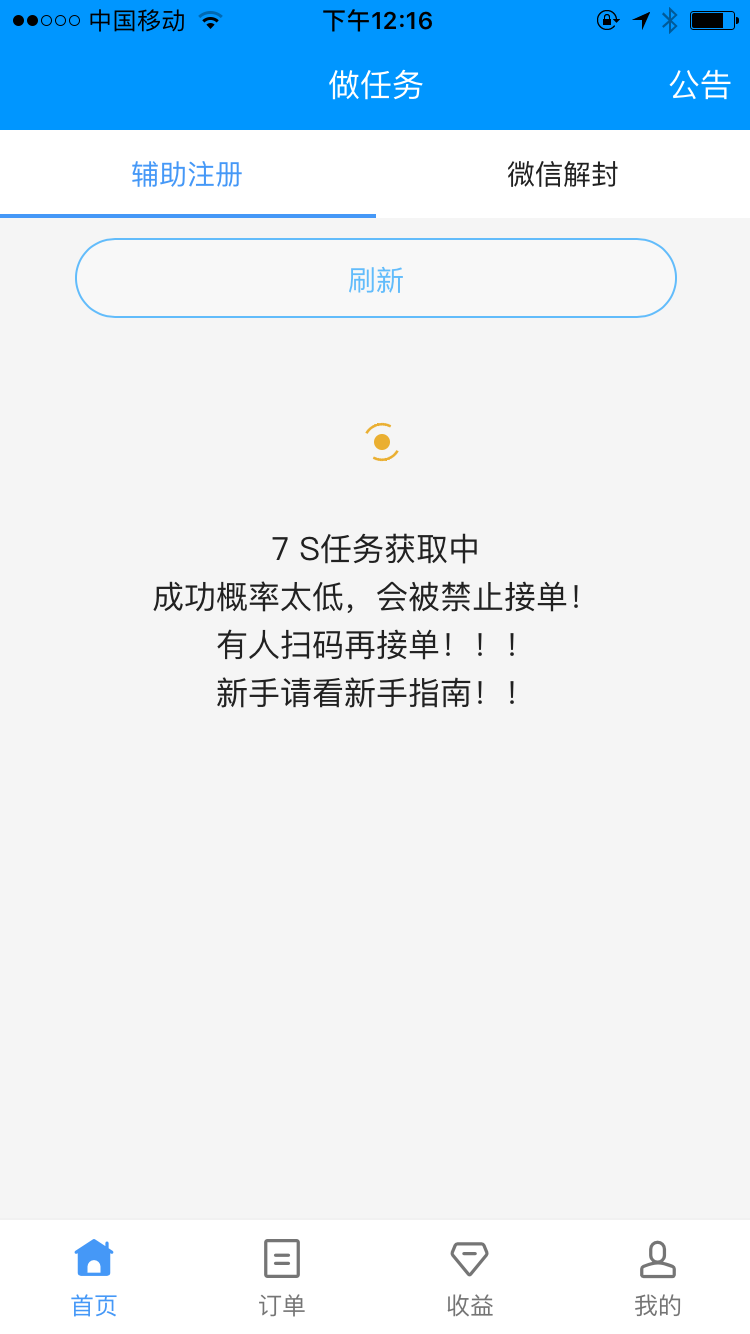 中国移动 下午12:16
做任务 公告
辅助注册 微信解封
刷新
7 S任务获取中
成功概率太低，会被禁止接单！
有人扫码再接单！！！
新手请看新手指南！！
首页 订单 收益 我的